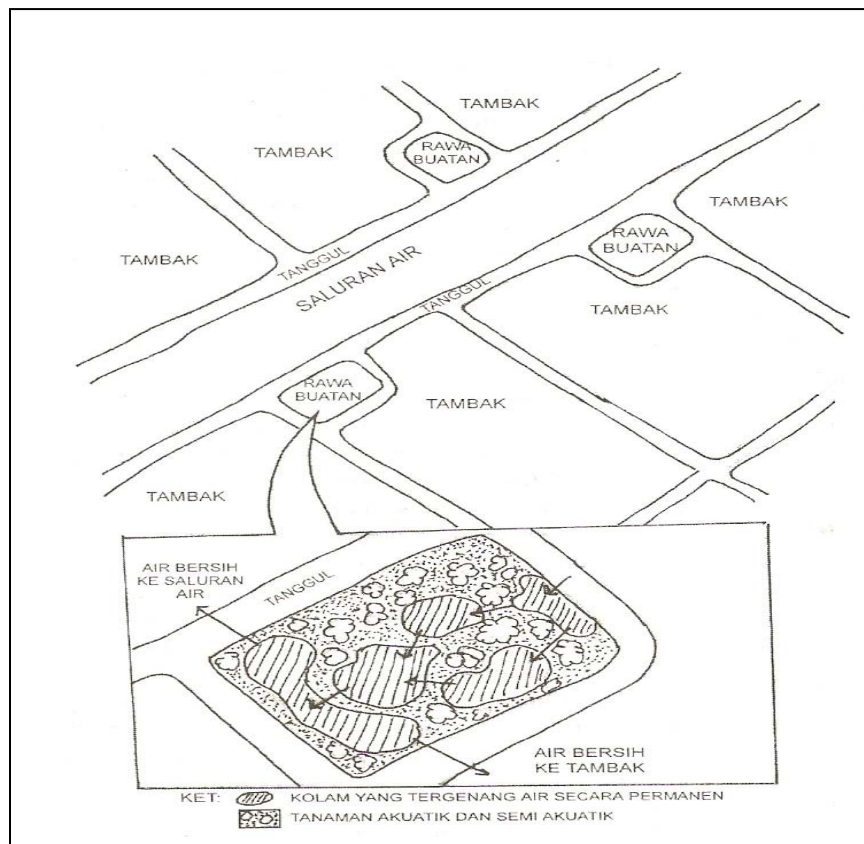 TAMBAK
TAMBAK
RAWA
BUATAN
TAMBAK
TAMBAK
RAWA
BUATAN
TANGGUL
SALURAN AIR
TANGGUL
TAMBAK
RAWA
BUATAN
TAMBAK
TAMBAK
AIR BERSIH
KE SALURAN
AIR
TANGGUL
AIR BERSIH
KE TAMBAK
KET: KOLAM YANG TERGENANG AIR SECARA PERMANEN
TANAMAN AKUATIK DAN SEMI AKUATIK